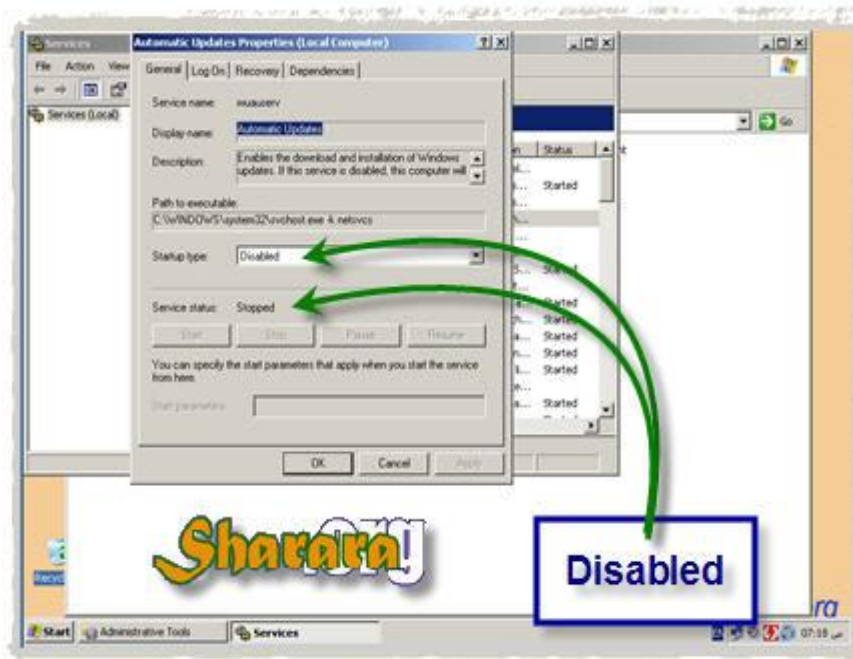 Services
Automatic Updates Properties (Local Computer)
File Action View
General Log On Recovery Dependencies
Services (Local)
Service name: wuauserv
Display name: Automatic Updates
Description: Enables the download and installation of Windows
updates. If this service is disabled, this computer will
Path to executable:
C:\WINDOWS\system32\svchost.exe -k netsvcs
Startup type: Disabled
Service status: Stopped
Start Stop Pause Resume
You can specify the start parameters that apply when you start the service
from here.
Start parameters:
OK Cancel Apply
Go
Status
Started
Started
Started
Started
Started
Started
Started
Started
Sharara.org
Disabled
Start Administrative Tools Services
07:18 ص